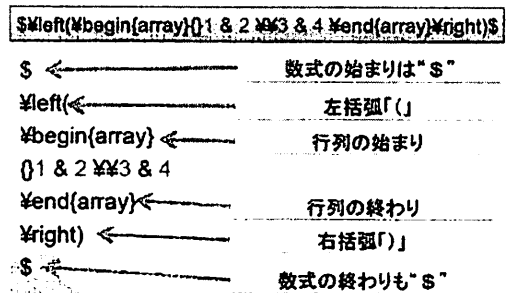 $¥left(¥begin{array}{}1 & 2 ¥¥3 & 4 ¥end{array}¥right)$
$ 数式の始まりは"$"
¥left( 左括弧「(」
¥begin{array} 行列の始まり
{}1 & 2 ¥¥3 & 4
¥end{array} 行列の終わり
¥right) 右括弧「)」
$ 数式の終わりも"$"